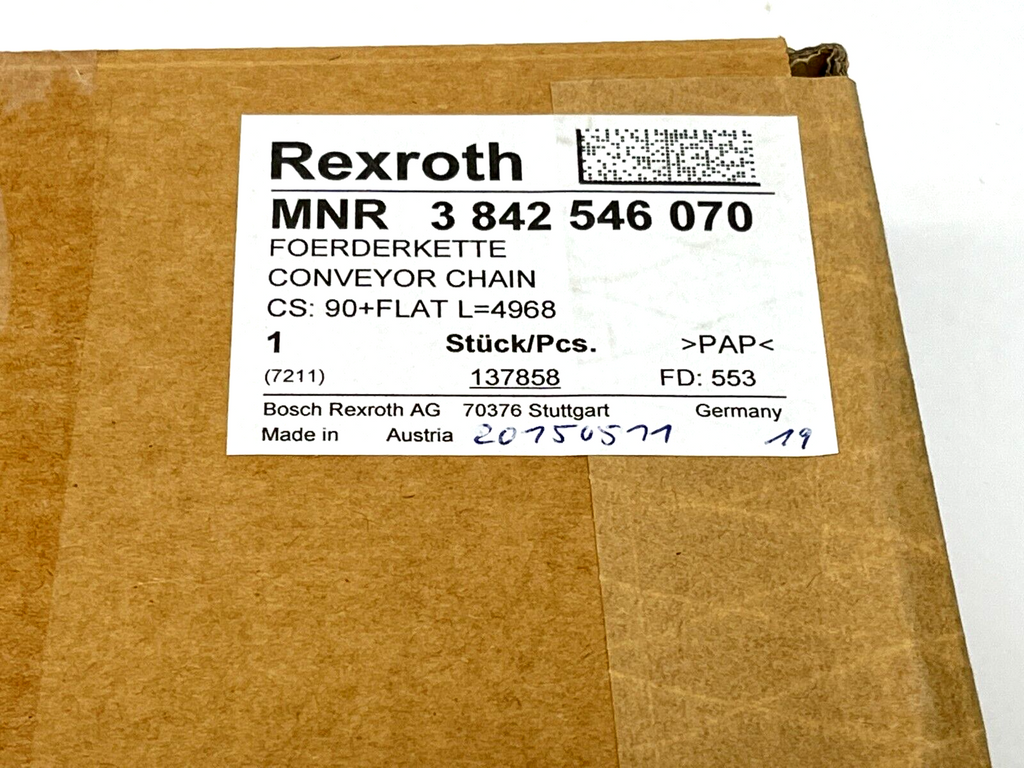 Rexroth
MNR 3 842 546 070
FOERDERKETTE
CONVEYOR CHAIN
CS: 90+FLAT L=4968
1 Stück/Pcs. >PAP<
(7211) 137858 FD: 553
Bosch Rexroth AG 70376 Stuttgart Germany
Made in Austria 20150511 19